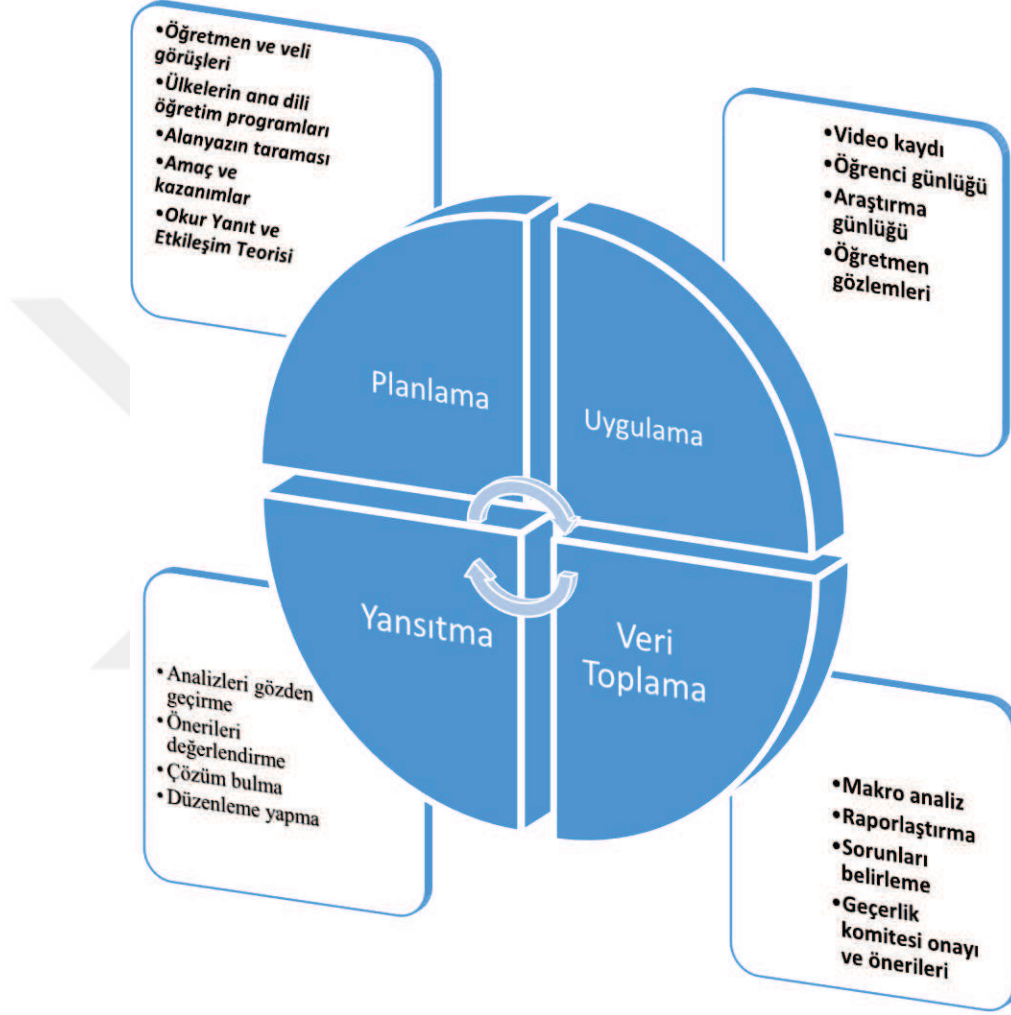 •Öğretmen ve veli
görüşleri
•Ülkelerin ana dili
öğretim programları
•Alanyazın taraması
•Amaç ve
kazanımlar
•Okur Yanıt ve
Etkileşim Teorisi
•Video kaydı
•Öğrenci günlüğü
•Araştırma
günlüğü
•Öğretmen
gözlemleri
Planlama
Uygulama
Yansıtma
Veri
Toplama
•Analizleri gözden
geçirme
•Önerileri
değerlendirme
•Çözüm bulma
•Düzenleme yapma
•Makro analiz
•Raporlaştırma
•Sorunları
belirleme
•Geçerlik
komitesi onayı
ve önerileri